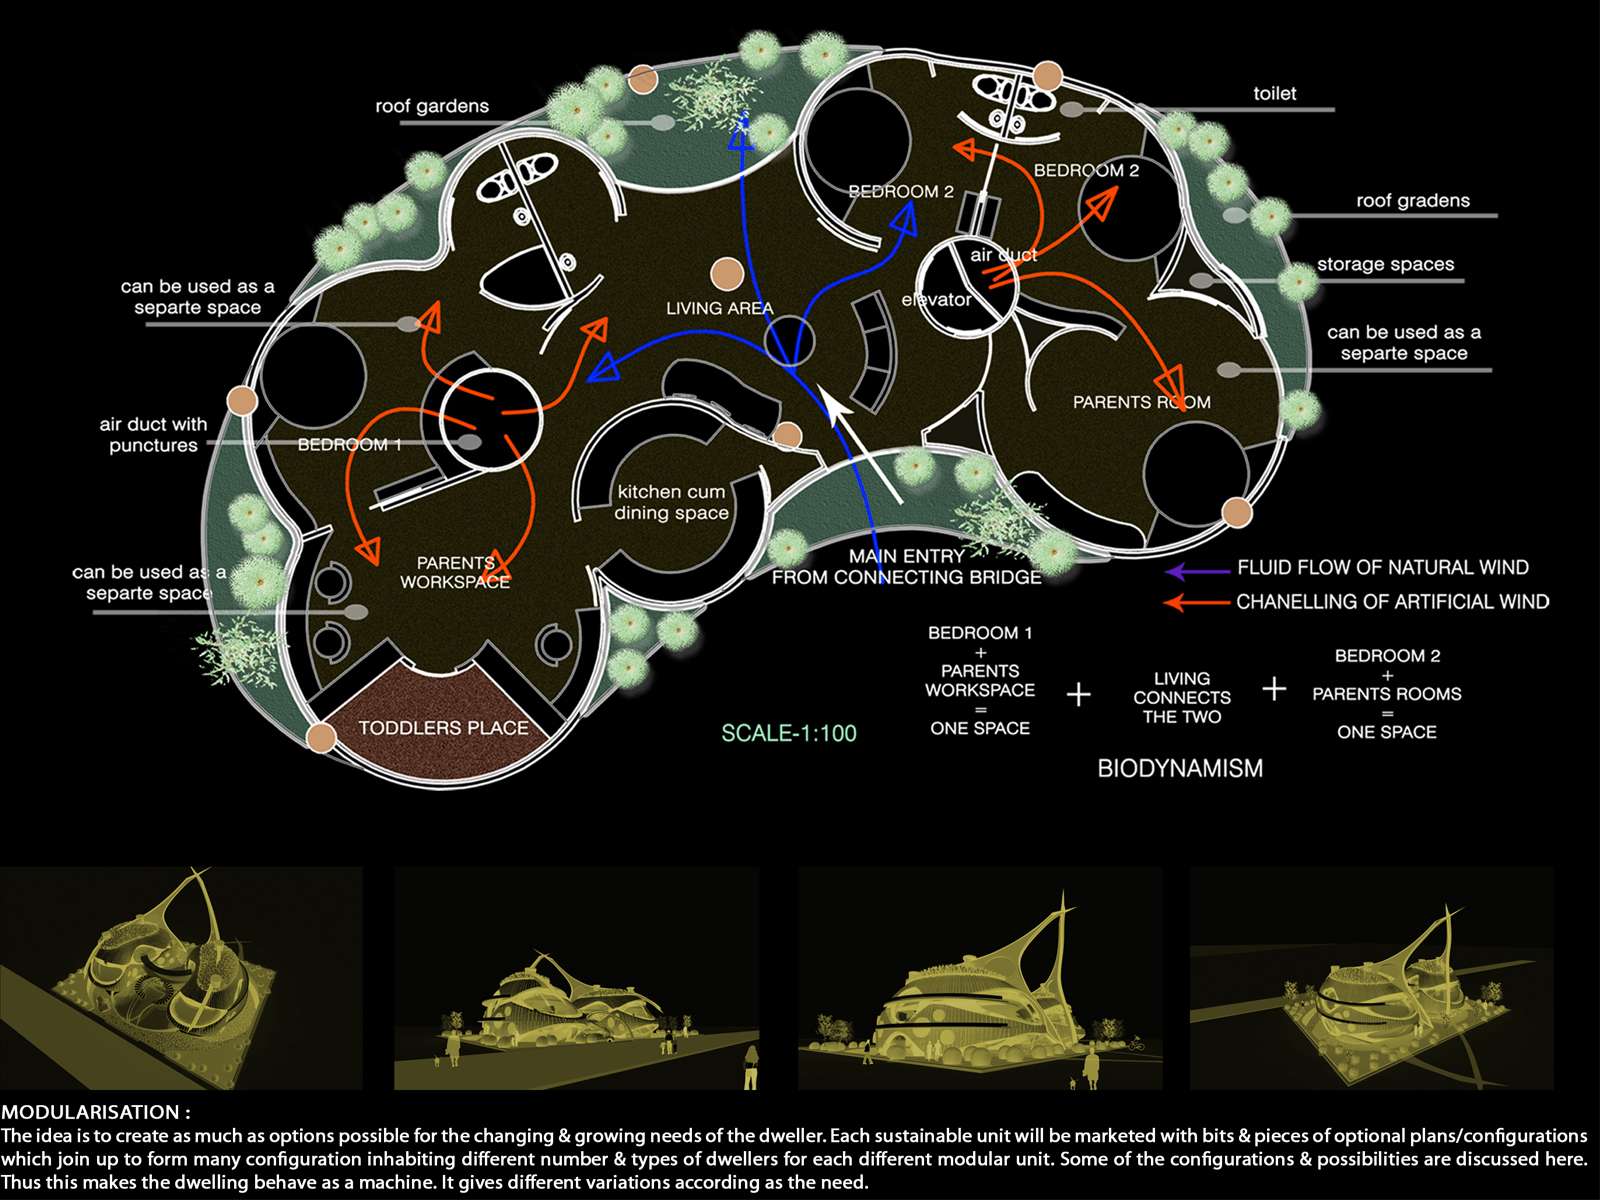 roof gardens
toilet
BEDROOM 2
BEDROOM 2
roof gradens
air duct
storage spaces
can be used as a
separte space
elevator
LIVING AREA
can be used as a
separte space
PARENTS ROOM
air duct with
punctures
BEDROOM 1
kitchen cum
dining space
can be used as a
separte space
PARENTS
WORKSPACE
MAIN ENTRY
FROM CONNECTING BRIDGE
FLUID FLOW OF NATURAL WIND
CHANELLING OF ARTIFICIAL WIND
TODDLERS PLACE
SCALE-1:100
BEDROOM 1
+
PARENTS
WORKSPACE
=
ONE SPACE
+
LIVING
CONNECTS
THE TWO
+
BEDROOM 2
+
PARENTS ROOMS
=
ONE SPACE
BIODYNAMISM
MODULARISATION :
The idea is to create as much as options possible for the changing & growing needs of the dweller. Each sustainable unit will be marketed with bits & pieces of optional plans/configurations
which join up to form many configuration inhabiting different number & types of dwellers for each different modular unit. Some of the configurations & possibilities are discussed here.
Thus this makes the dwelling behave as a machine. It gives different variations according as the need.